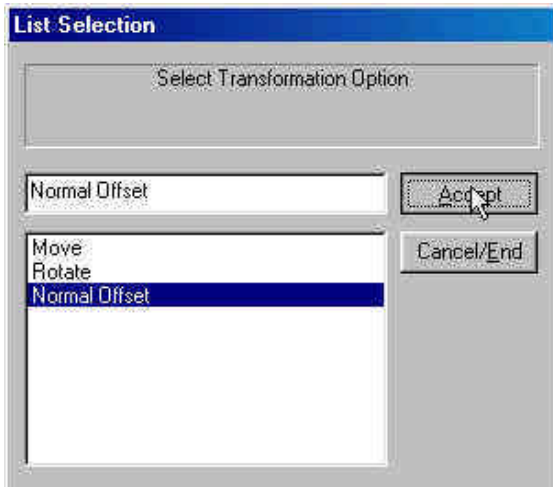 List Selection
Select Transformation Option
Normal Offset
Accept
Move
Rotate
Normal Offset
Cancel/End